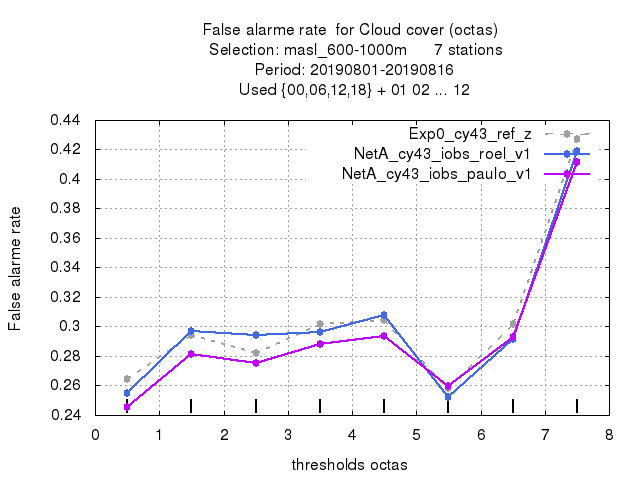 False alarme rate  for Cloud cover (octas)
Selection: masl_600-1000m      7 stations
Period: 20190801-20190816
Used {00,06,12,18} + 01 02 ... 12
Exp0_cy43_ref_z
NetA_cy43_iobs_roel_v1
NetA_cy43_iobs_paulo_v1
False alarme rate
0.44
0.42
0.4
0.38
0.36
0.34
0.32
0.3
0.28
0.26
0.24
0 1 2 3 4 5 6 7 8
thresholds octas